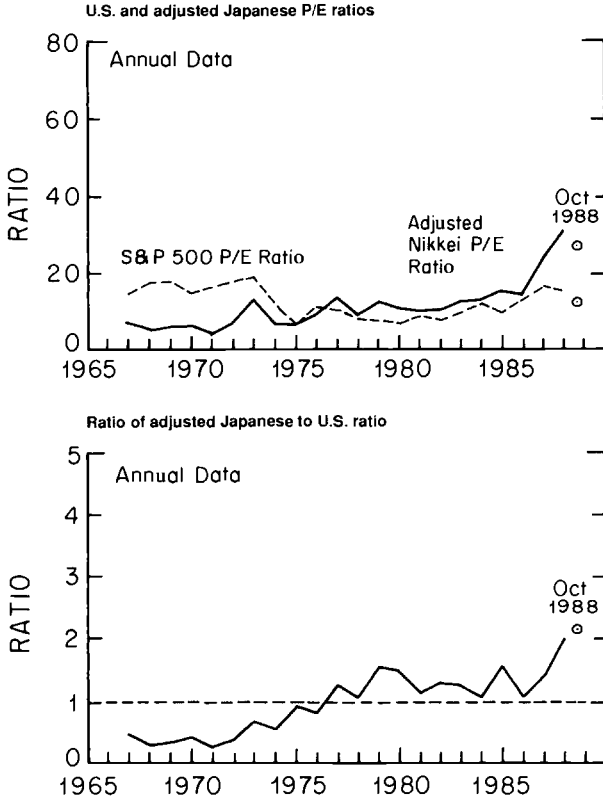 U.S. and adjusted Japanese P/E ratios
80
Annual Data
60
RATIO
40
Oct
1988
Adjusted
Nikkei P/E
Ratio
S&P 500 P/E Ratio
20
0
1965
1970
1975
1980
1985
Ratio of adjusted Japanese to U.S. ratio
5
Annual Data
4
RATIO
3
Oct
1988
2
1
0
1965
1970
1975
1980
1985